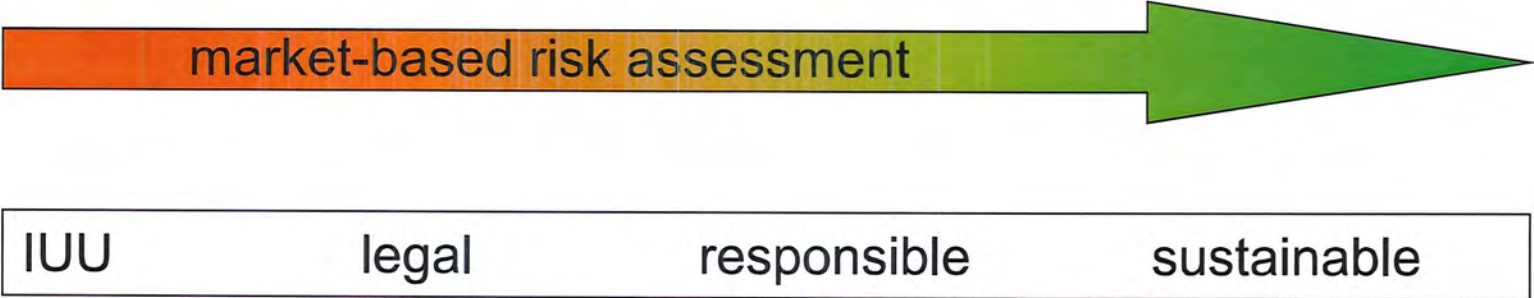 market-based risk assessment
IUU legal responsible sustainable